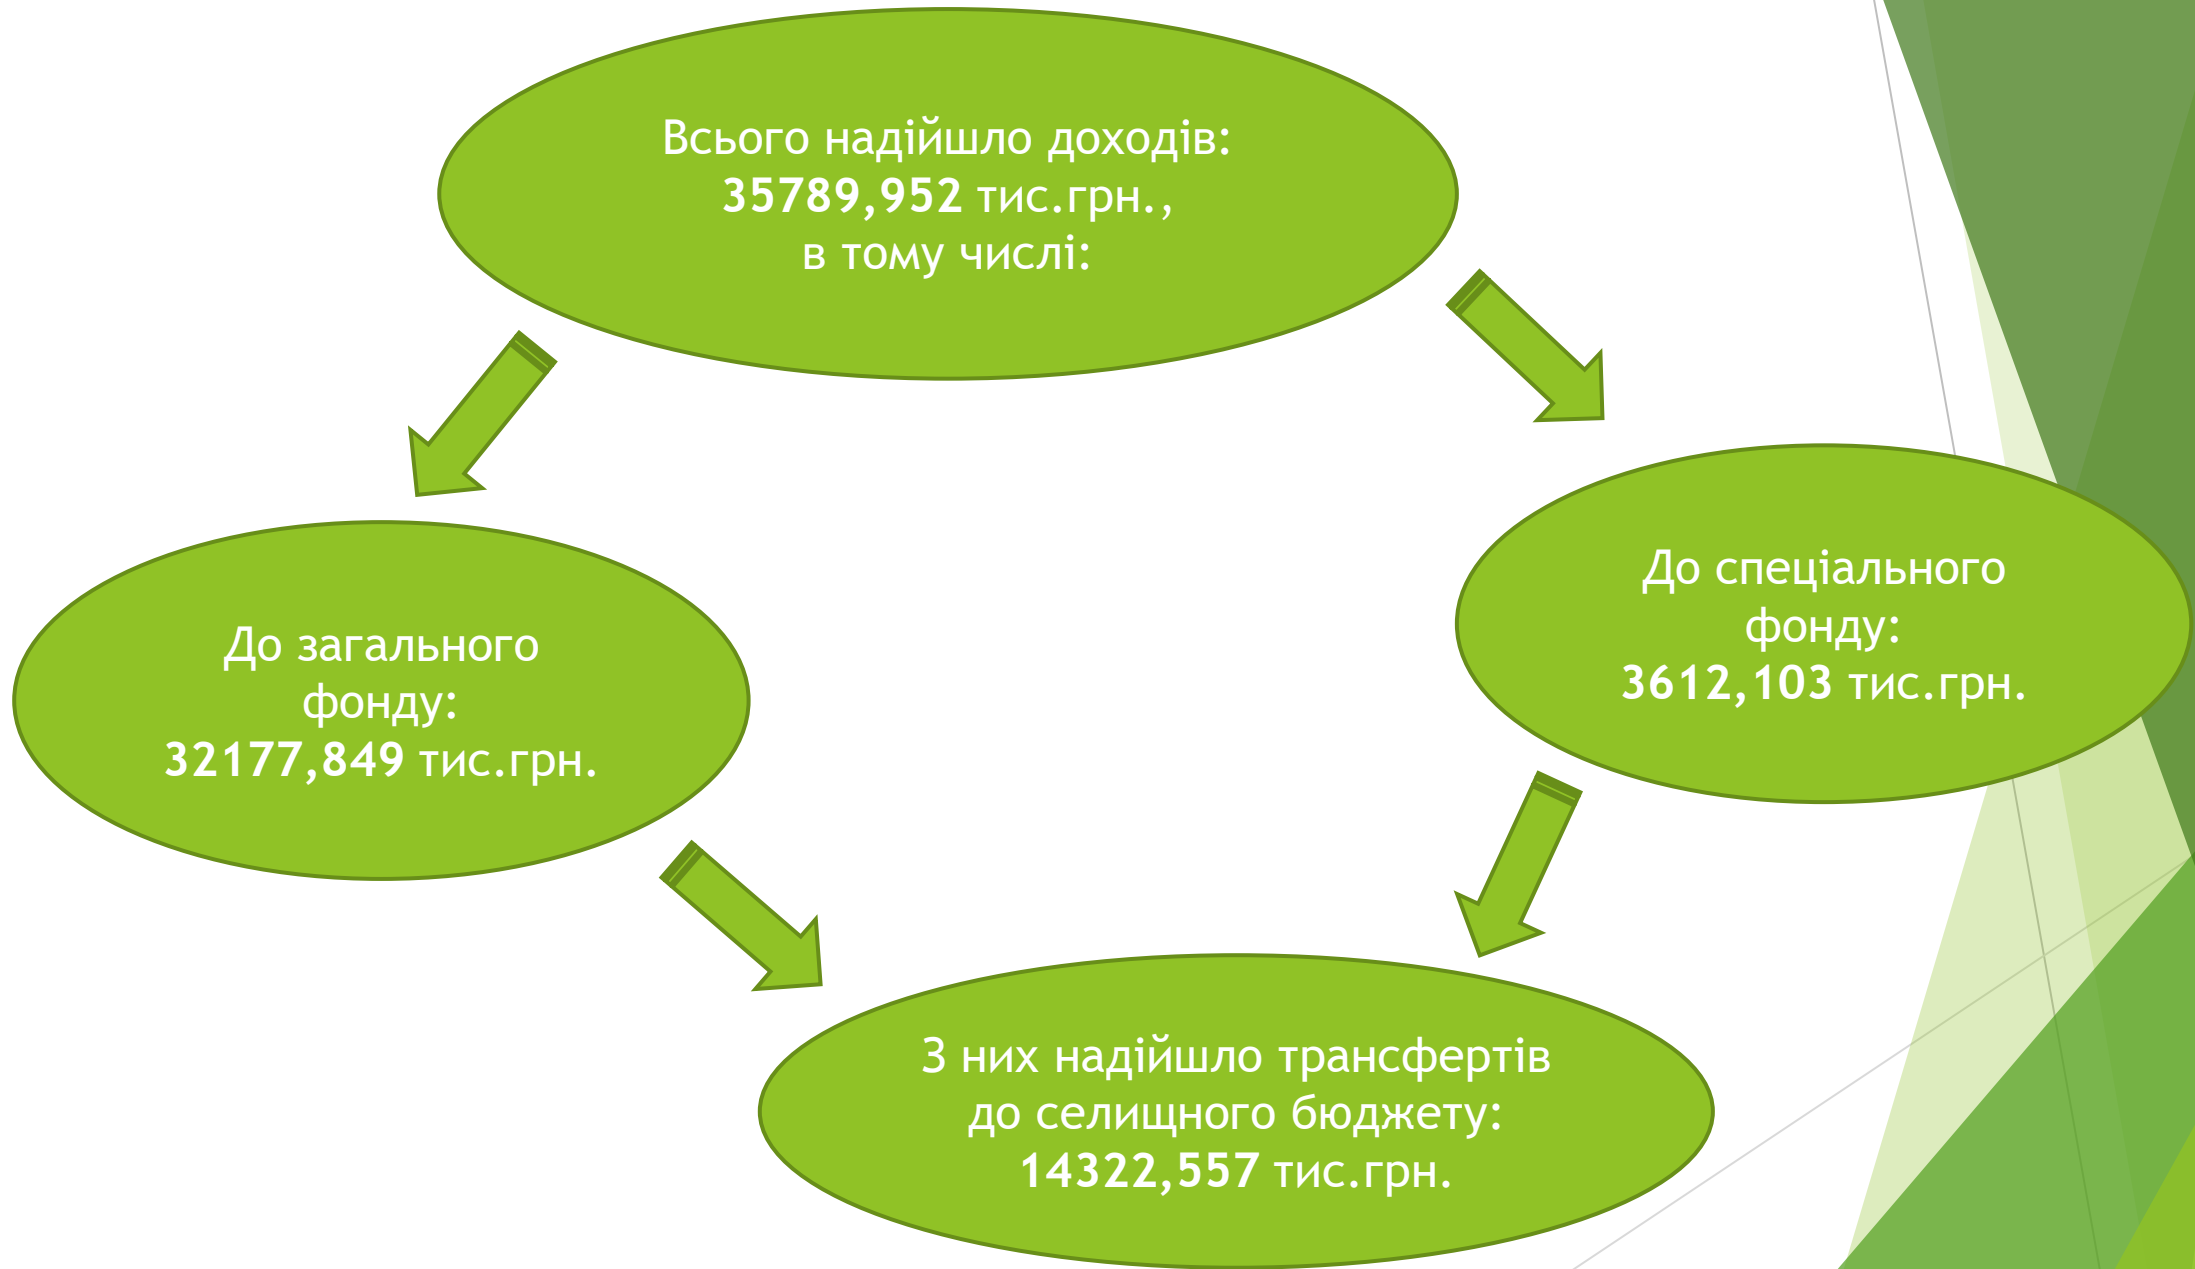 Всього надійшло доходів:
35789,952 тис.грн.,
в тому числі:
До спеціального
фонду:
3612,103 тис.грн.
До загального
фонду:
32177,849 тис.грн.
З них надійшло трансфертів
до селищного бюджету:
14322,557 тис.грн.